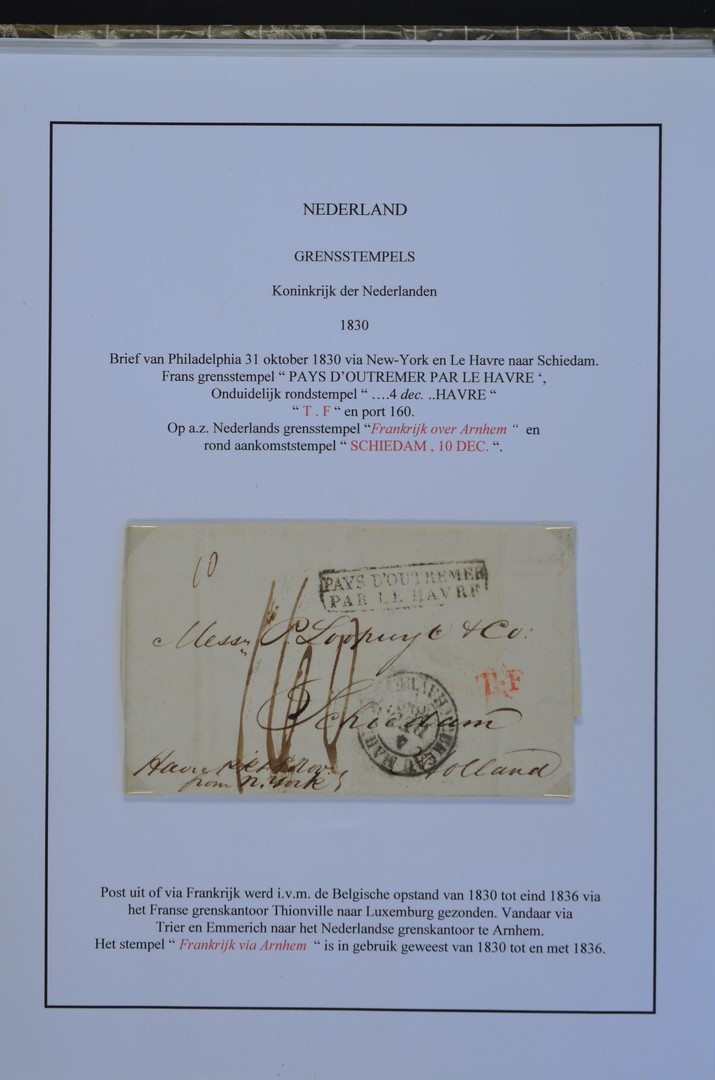 NEDERLAND
GRENSSTEMPELS
Koninkrijk der Nederlanden
1830
Brief van Philadelphia 31 oktober 1830 via New-York en Le Havre naar Schiedam.
Frans grensstempel “ PAYS D’OUTREMER PAR LE HAVRE ‘,
Onduidelijk rondstempel “ ….4 dec. ..HAVRE “
“ T . F “ en port 160.
Op a.z. Nederlands grensstempel “Frankrijk over Arnhem “ en
rond aankomststempel “ SCHIEDAM , 10 DEC. “.
10
PAYS D'OUTREMER
PAR LE HAVRE
Messrs P. Loopuyt & Co:
160
T.F
Schiedam
4
Holland
from N. York
Post uit of via Frankrijk werd i.v.m. de Belgische opstand van 1830 tot eind 1836 via
het Franse grenskantoor Thionville naar Luxemburg gezonden. Vandaar via
Trier en Emmerich naar het Nederlandse grenskantoor te Arnhem.
Het stempel “ Frankrijk via Arnhem “ is in gebruik geweest van 1830 tot en met 1836.